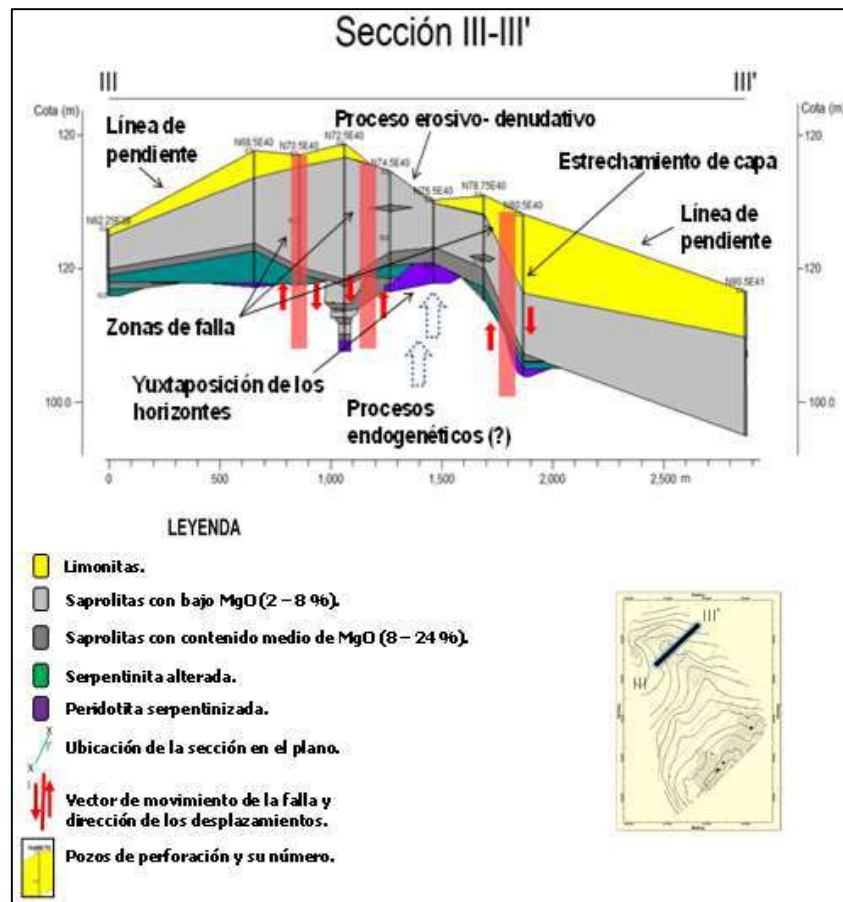 Sección III-III'
III
III'
Cota (m)
Cota (m)
Línea de
pendiente
Proceso erosivo- denudativo
Estrechamiento de capa
Línea de
pendiente
120
120
N68.5E40
N70.5E40
N72.5E40
N74.5E40
N75.5E40
N78.75E40
N80.5E40
120
120
Zonas de falla
Yuxtaposición de los
horizontes
Procesos
endogenéticos (?)
100.0
100.0
0
500
1,000
1,500
2,000
2,500 m
LEYENDA
Limonitas.
Saprolitas con bajo MgO (2 – 8 %).
Saprolitas con contenido medio de MgO (8 – 24 %).
Serpentinita alterada.
Peridotita serpentinizada.
Ubicación de la sección en el plano.
Vector de movimiento de la falla y
dirección de los desplazamientos.
Pozos de perforación y su número.
III'
III